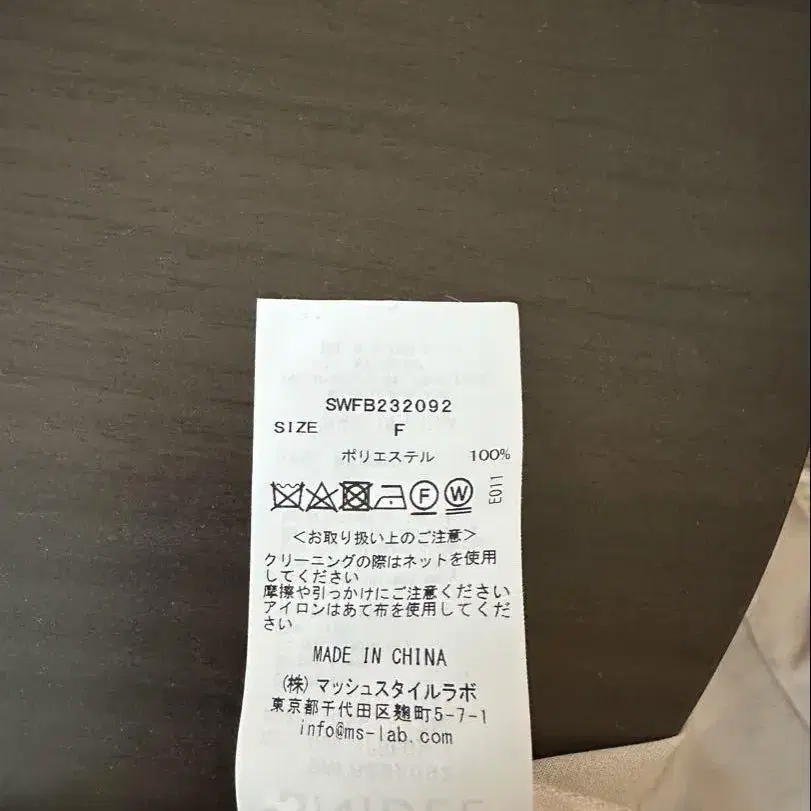 SWFB232092
SIZE F
ポリエステル 100%
F W E011
<お取り扱い上のご注意>
クリーニングの際はネットを使用
してください
摩擦や引っかけにご注意ください
アイロンはあて布を使用してくだ
さい
MADE IN CHINA
(株)マッシュスタイルラボ
東京都千代田区麹町5-7-1
info@ms-lab.com